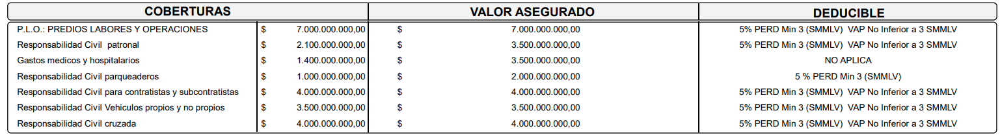 COBERTURAS VALOR ASEGURADO DEDUCIBLE
P.L.O.: PREDIOS LABORES Y OPERACIONES $ 7.000.000.000,00 $ 7.000.000.000,00 5% PERD Min 3 (SMMLV) VAP No Inferior a 3 SMMLV
Responsabilidad Civil patronal $ 2.100.000.000,00 $ 3.500.000.000,00 5% PERD Min 3 (SMMLV) VAP No Inferior a 3 SMMLV
Gastos medicos y hospitalarios $ 1.400.000.000,00 $ 3.500.000.000,00 NO APLICA
Responsabilidad Civil parqueaderos $ 1.000.000.000,00 $ 2.000.000.000,00 5 % PERD Min 3 (SMMLV)
Responsabilidad Civil para contratistas y subcontratistas $ 4.000.000.000,00 $ 4.000.000.000,00 5% PERD Min 3 (SMMLV) VAP No Inferior a 3 SMMLV
Responsabilidad Civil Vehiculos propios y no propios $ 3.500.000.000,00 $ 3.500.000.000,00 5% PERD Min 3 (SMMLV) VAP No Inferior a 3 SMMLV
Responsabilidad Civil cruzada $ 4.000.000.000,00 $ 4.000.000.000,00 5% PERD Min 3 (SMMLV) VAP No Inferior a 3 SMMLV